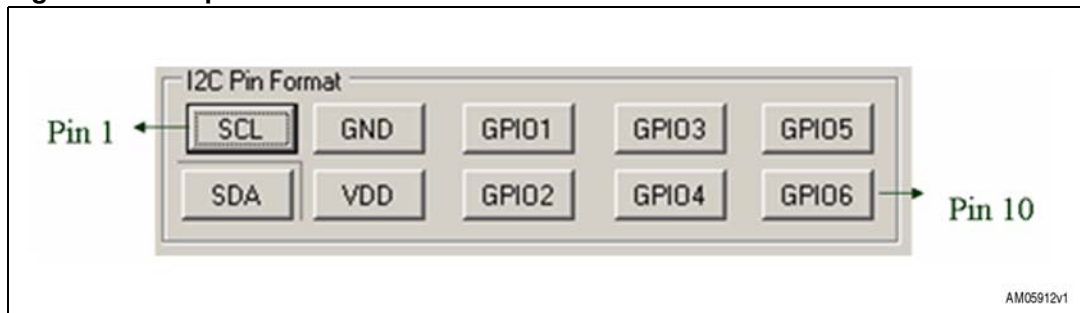 I2C Pin Format
Pin 1 SCL GND GPIO1 GPIO3 GPIO5
SDA VDD GPIO2 GPIO4 GPIO6 Pin 10
AM05912v1